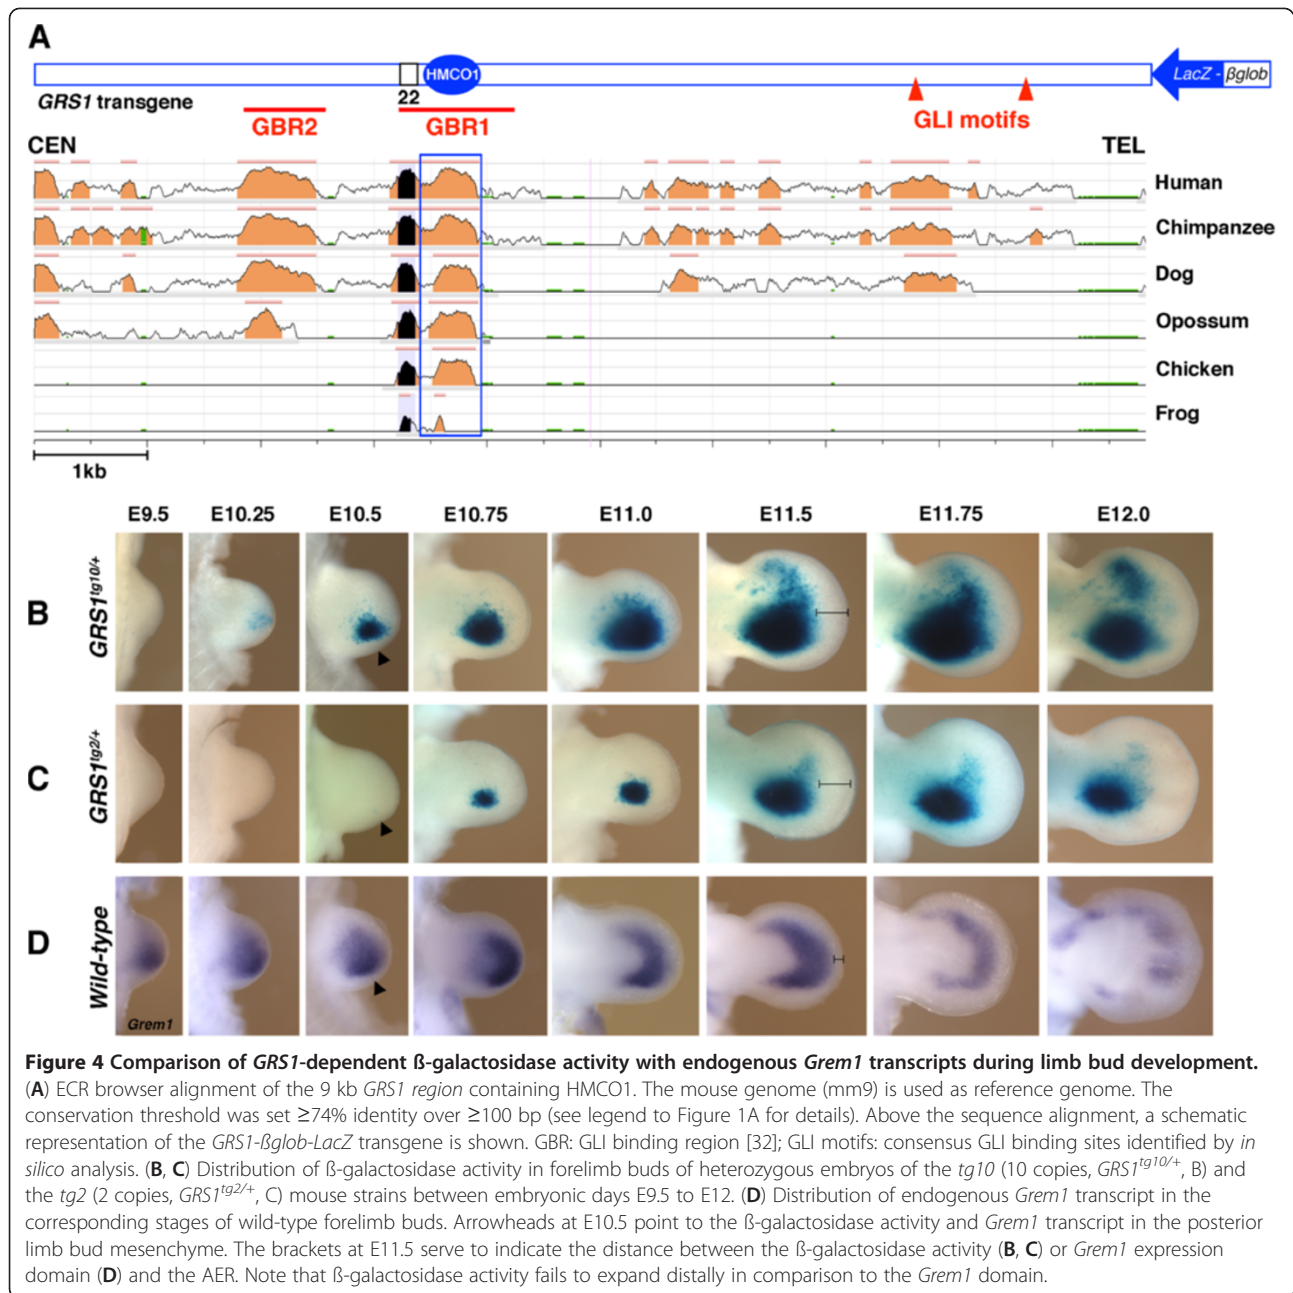 A
HMCO1
LacZ - βglob
GRS1 transgene
22
GBR2
GBR1
GLI motifs
CEN
TEL
Human
Chimpanzee
Dog
Opossum
Chicken
Frog
1kb
E9.5 E10.25 E10.5 E10.75 E11.0 E11.5 E11.75 E12.0
B
GRS1tg10/+
C
GRS1tg2/+
D
Wild-type
Grem1
Figure 4 Comparison of GRS1-dependent ß-galactosidase activity with endogenous Grem1 transcripts during limb bud development.
(A) ECR browser alignment of the 9 kb GRS1 region containing HMCO1. The mouse genome (mm9) is used as reference genome. The
conservation threshold was set ≥74% identity over ≥100 bp (see legend to Figure 1A for details). Above the sequence alignment, a schematic
representation of the GRS1-ßglob-LacZ transgene is shown. GBR: GLI binding region [32]; GLI motifs: consensus GLI binding sites identified by in
silico analysis. (B, C) Distribution of ß-galactosidase activity in forelimb buds of heterozygous embryos of the tg10 (10 copies, GRS1tg10/+, B) and
the tg2 (2 copies, GRS1tg2/+, C) mouse strains between embryonic days E9.5 to E12. (D) Distribution of endogenous Grem1 transcript in the
corresponding stages of wild-type forelimb buds. Arrowheads at E10.5 point to the ß-galactosidase activity and Grem1 transcript in the posterior
limb bud mesenchyme. The brackets at E11.5 serve to indicate the distance between the ß-galactosidase activity (B, C) or Grem1 expression
domain (D) and the AER. Note that ß-galactosidase activity fails to expand distally in comparison to the Grem1 domain.